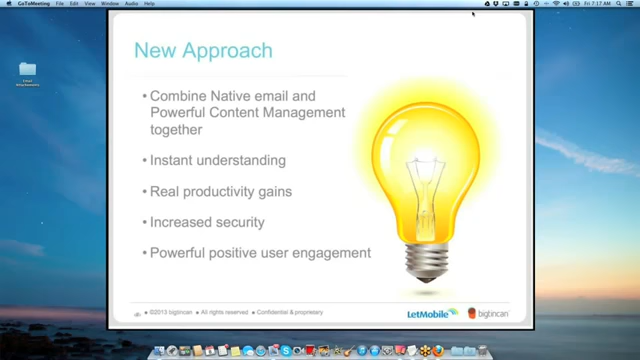 GoToMeeting File Edit View Window Audio Help
Fri 7:17 AM
New Approach
• Combine Native email and
Powerful Content Management
together
• Instant understanding
• Real productivity gains
• Increased security
• Powerful positive user engagement
• ©2013 bigtincan • All rights reserved • Confidential & proprietary
LetMobile bigtincan